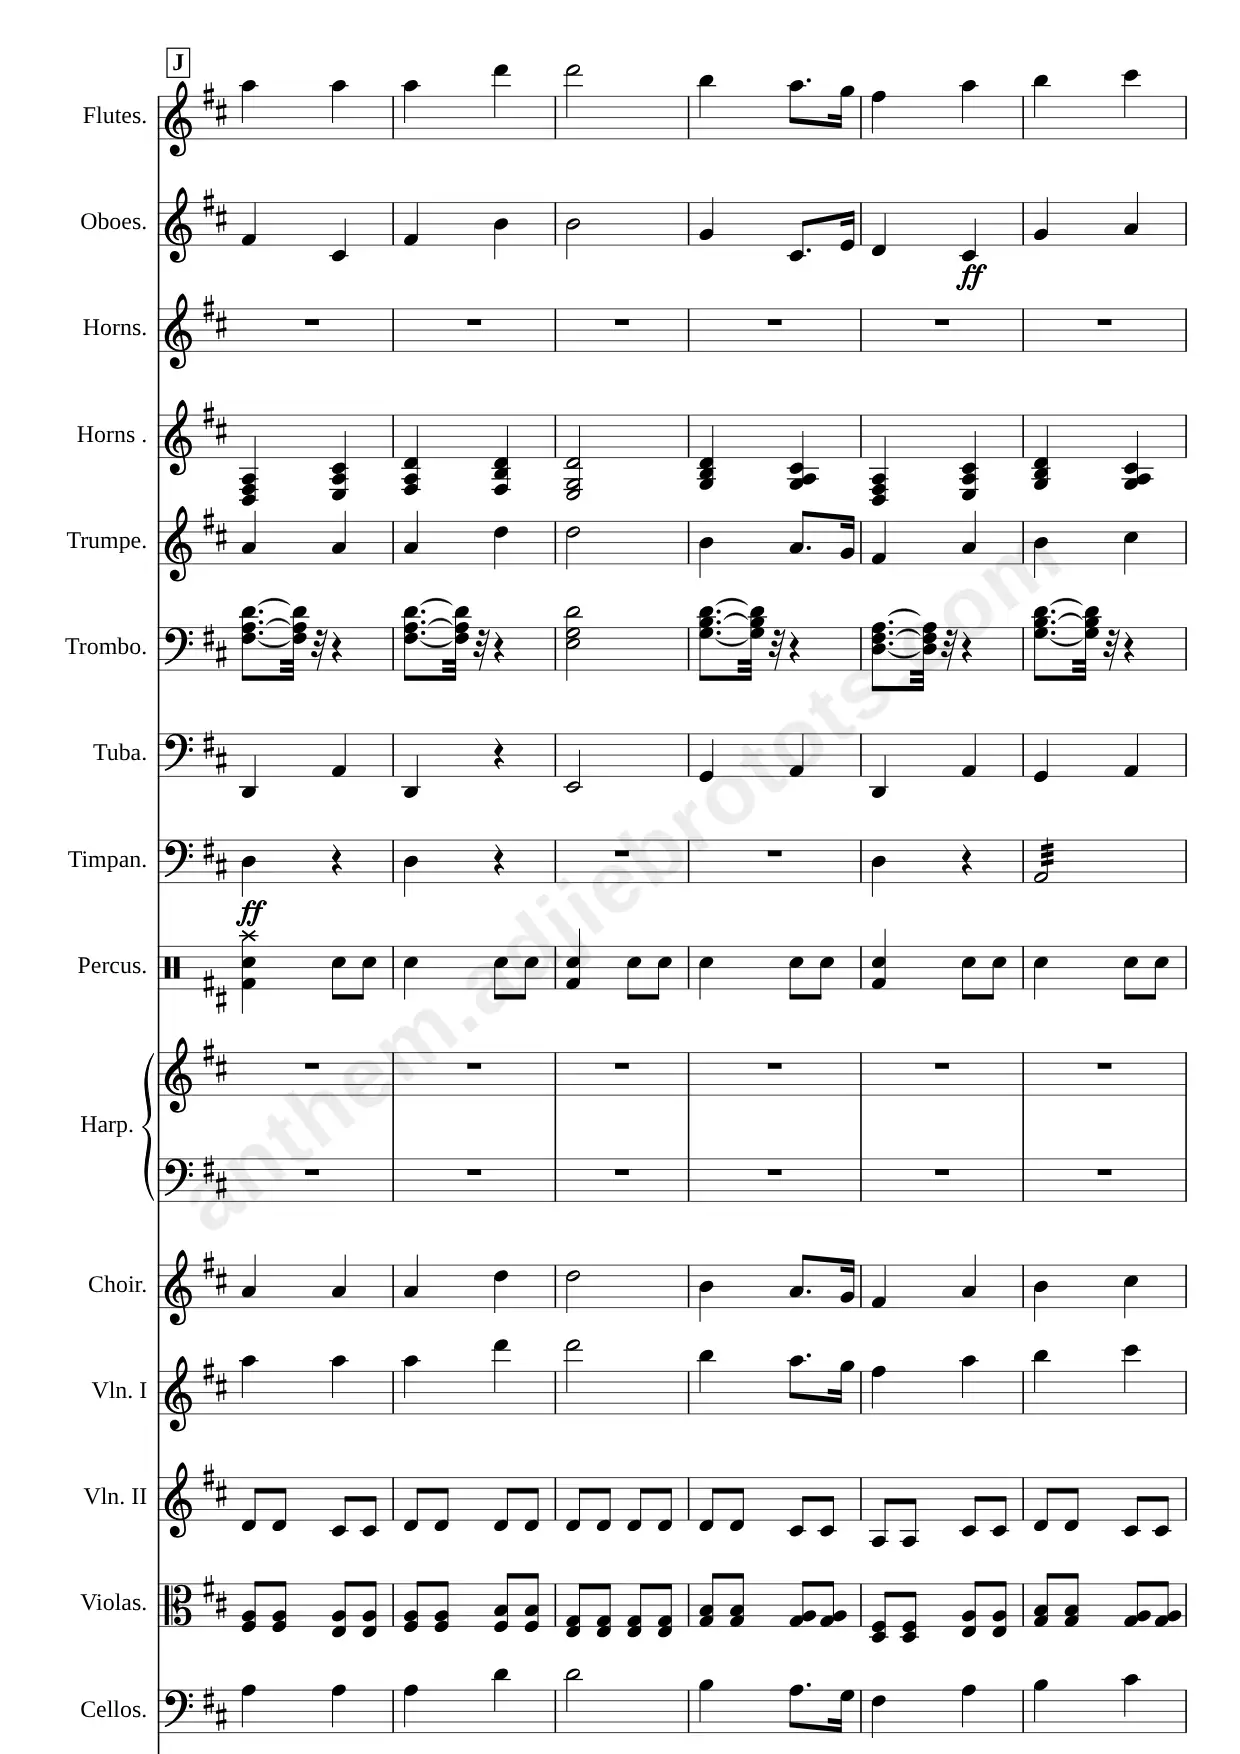 J
Flutes.
Oboes.
ff
Horns.
Horns .
Trumpe.
Trombo.
Tuba.
Timpan.
ff
Percus.
Harp.
Choir.
Vln. I
Vln. II
Violas.
Cellos.
anthem.adjiebrotots.com